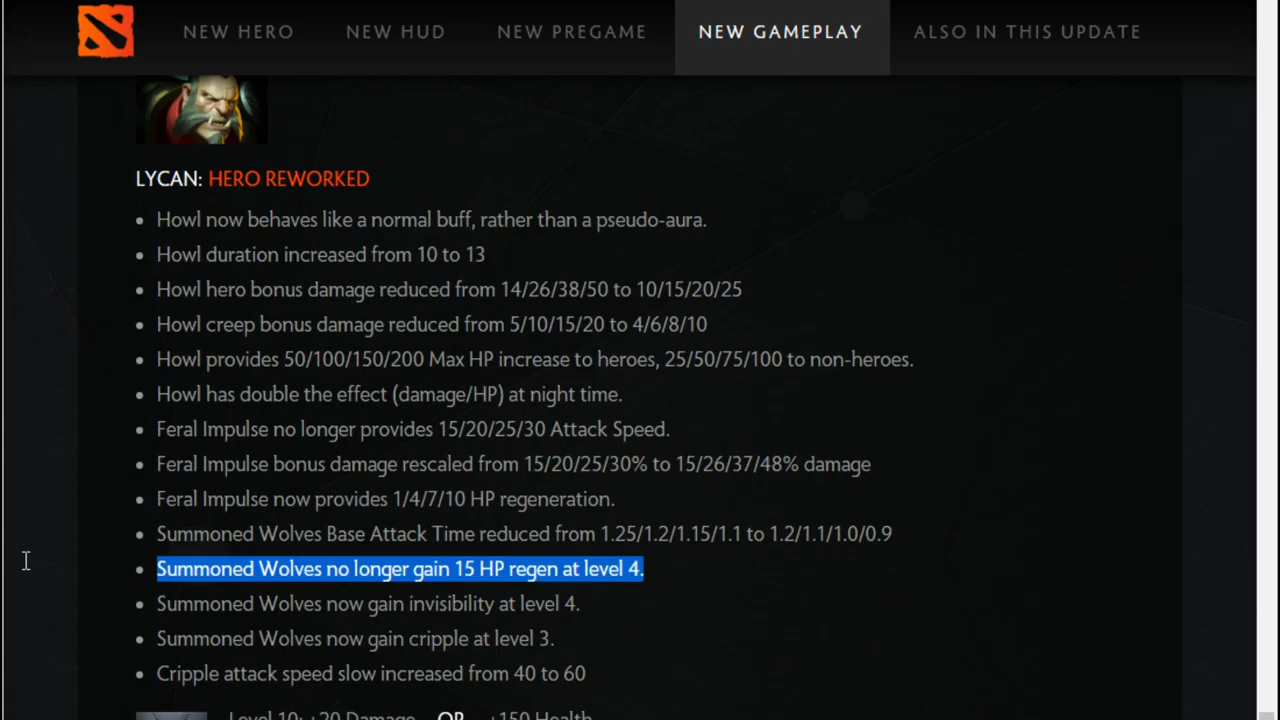 NEW HERO NEW HUD NEW PREGAME NEW GAMEPLAY ALSO IN THIS UPDATE
LYCAN: HERO REWORKED
Howl now behaves like a normal buff, rather than a pseudo-aura.
Howl duration increased from 10 to 13
Howl hero bonus damage reduced from 14/26/38/50 to 10/15/20/25
Howl creep bonus damage reduced from 5/10/15/20 to 4/6/8/10
Howl provides 50/100/150/200 Max HP increase to heroes, 25/50/75/100 to non-heroes.
Howl has double the effect (damage/HP) at night time.
Feral Impulse no longer provides 15/20/25/30 Attack Speed.
Feral Impulse bonus damage rescaled from 15/20/25/30% to 15/26/37/48% damage
Feral Impulse now provides 1/4/7/10 HP regeneration.
Summoned Wolves Base Attack Time reduced from 1.25/1.2/1.15/1.1 to 1.2/1.1/1.0/0.9
Summoned Wolves no longer gain 15 HP regen at level 4.
Summoned Wolves now gain invisibility at level 4.
Summoned Wolves now gain cripple at level 3.
Cripple attack speed slow increased from 40 to 60
Level 10: +20 Damage OR +150 Health